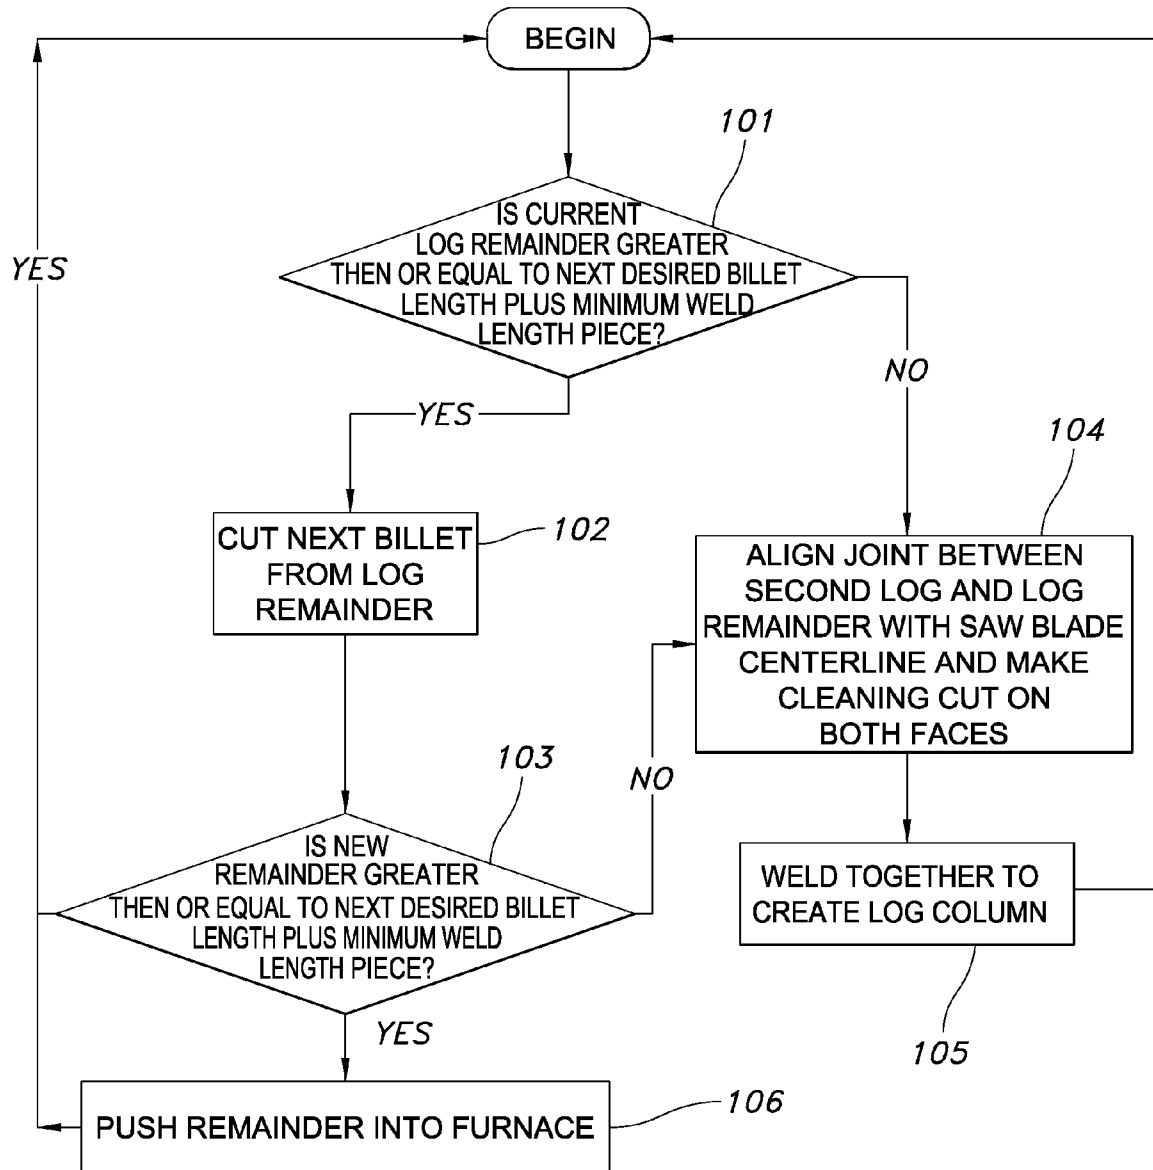 BEGIN
101
IS CURRENT
LOG REMAINDER GREATER
THEN OR EQUAL TO NEXT DESIRED BILLET
LENGTH PLUS MINIMUM WELD
LENGTH PIECE?
YES
NO
YES
104
CUT NEXT BILLET
FROM LOG
REMAINDER
102
ALIGN JOINT BETWEEN
SECOND LOG AND LOG
REMAINDER WITH SAW BLADE
CENTERLINE AND MAKE
CLEANING CUT ON
BOTH FACES
103
NO
IS NEW
REMAINDER GREATER
THEN OR EQUAL TO NEXT DESIRED BILLET
LENGTH PLUS MINIMUM WELD
LENGTH PIECE?
WELD TOGETHER TO
CREATE LOG COLUMN
105
YES
PUSH REMAINDER INTO FURNACE
106